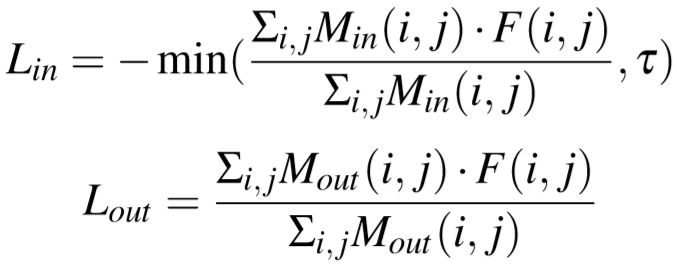 L_{in} = -\min(\frac{\Sigma_{i,j} M_{in}(i,j) \cdot F(i,j)}{\Sigma_{i,j} M_{in}(i,j)}, \tau)
L_{out} = \frac{\Sigma_{i,j} M_{out}(i,j) \cdot F(i,j)}{\Sigma_{i,j} M_{out}(i,j)}